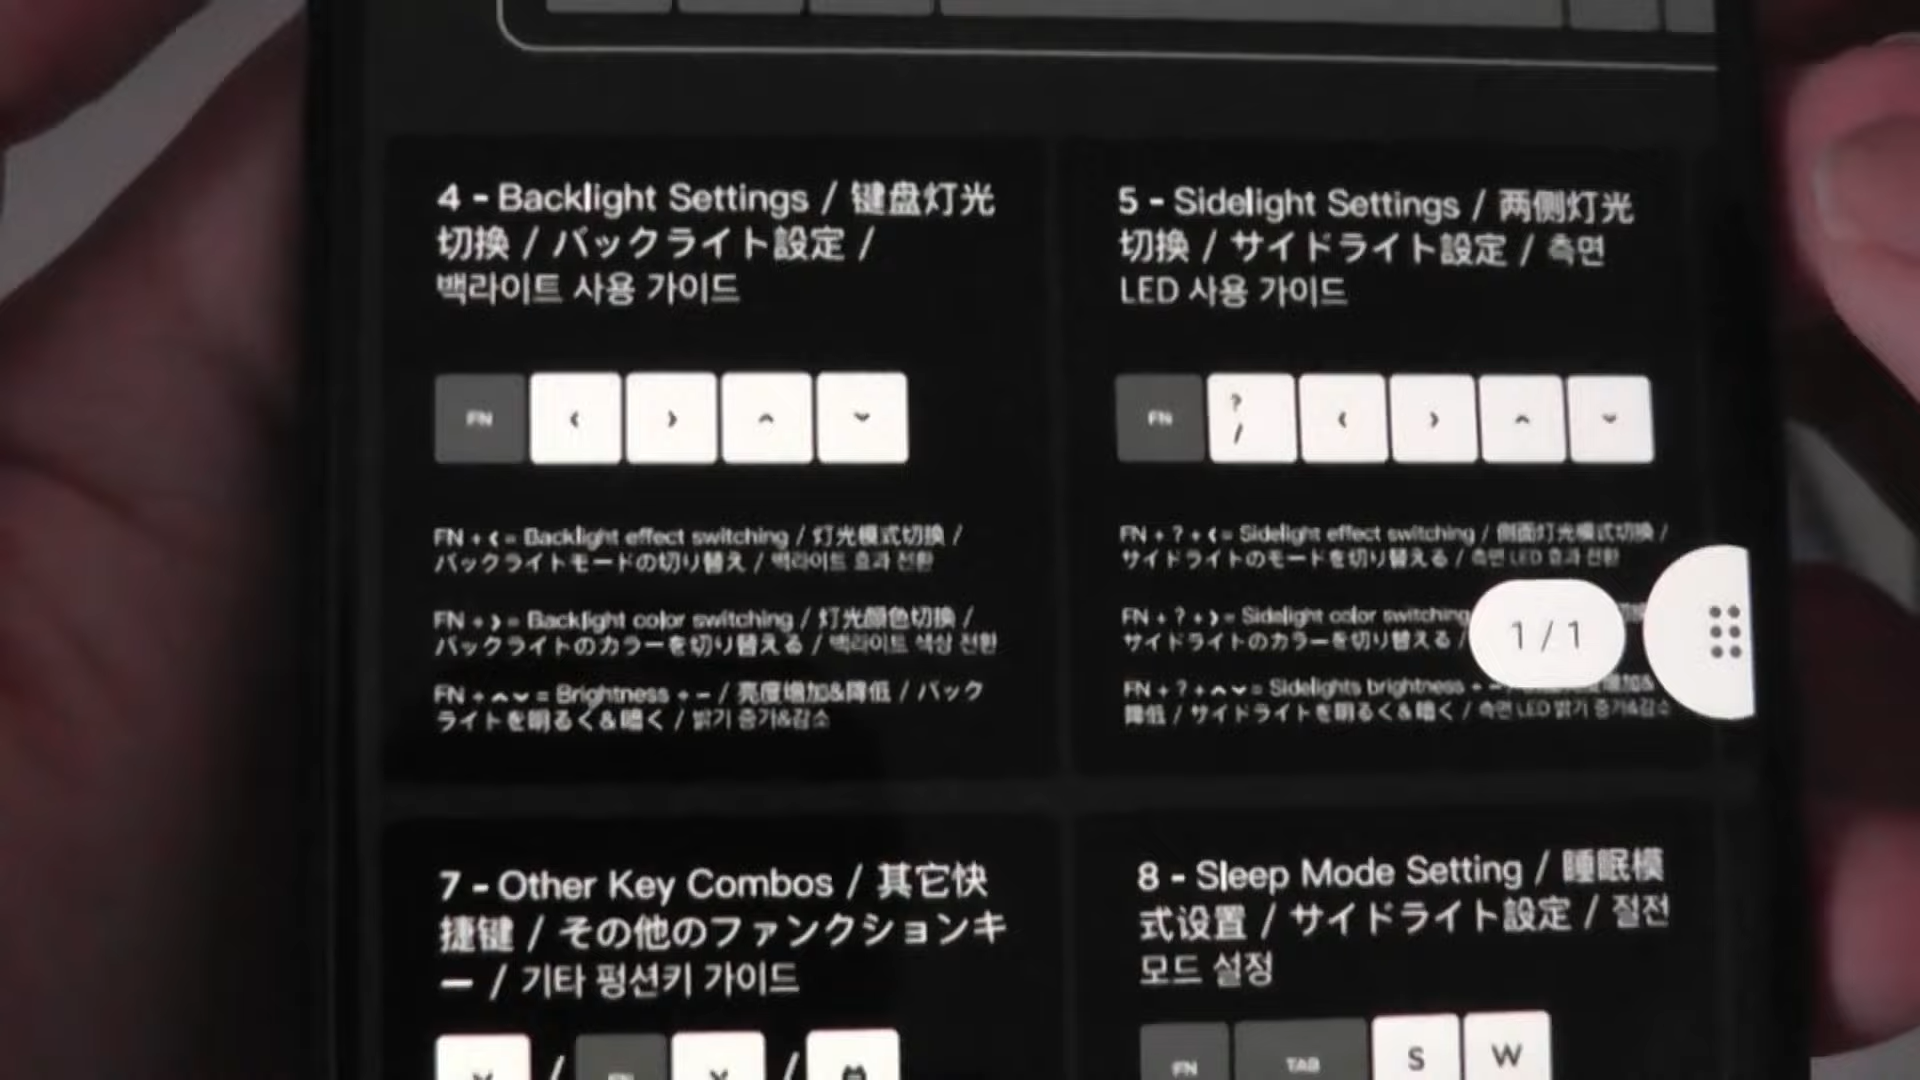 4 - Backlight Settings / 键盘灯光
切换 / バックライト設定 /
백라이트 사용 가이드
FN
FN + ‹ = Backlight effect switching / 灯光模式切换 /
バックライトモードの切り替え / 백라이트 효과 전환
FN + › = Backlight color switching / 灯光颜色切换 /
バックライトのカラーを切り替える / 백라이트 색상 전환
FN + ︿﹀ = Brightness + − / 亮度增加&降低 / バック
ライトを明るく&暗く / 밝기 증가&감소
5 - Sidelight Settings / 两侧灯光
切换 / サイドライト設定 / 측면
LED 사용 가이드
FN ? /
FN + ? + ‹ = Sidelight effect switching / 侧面灯光模式切换 /
サイドライトのモードを切り替える / 측면 LED 효과 전환
FN + ? + › = Sidelight color switching
サイドライトのカラーを切り替える /
FN + ? + ︿﹀ = Sidelights brightness +
降低 / サイドライトを明るく&暗く / 측면 LED 밝기 증가&감소
1 / 1
7 - Other Key Combos / 其它快
捷键 / その他のファンクションキ
ー / 기타 펑션키 가이드
/ /
8 - Sleep Mode Setting / 睡眠模
式设置 / サイドライト設定 / 절전
모드 설정
FN TAB S W